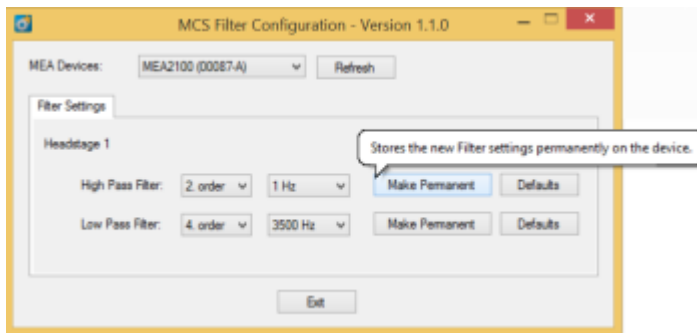 MCS Filter Configuration - Version 1.1.0
MEA Devices: MEA2100 (00087-A) Refresh
Filter Settings
Headstage 1
Stores the new Filter settings permanently on the device.
High Pass Filter: 2. order 1 Hz Make Permanent Defaults
Low Pass Filter: 4. order 3500 Hz Make Permanent Defaults
Exit